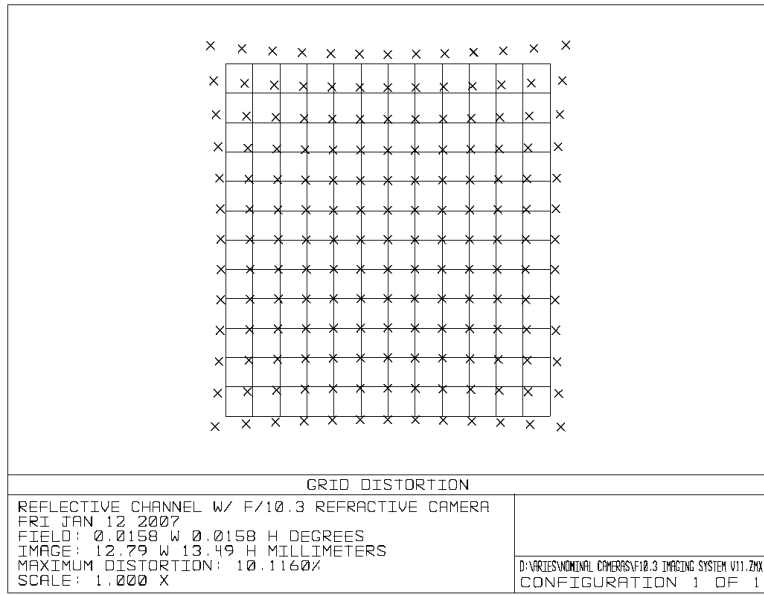 GRID DISTORTION
REFLECTIVE CHANNEL W/ F/10.3 REFRACTIVE CAMERA
FRI JAN 12 2007
FIELD: 0.0158 W 0.0158 H DEGREES
IMAGE: 12.79 W 13.49 H MILLIMETERS
MAXIMUM DISTORTION: 10.1160%
SCALE: 1.000 X
D:\ARIES\NOMINAL CAMERAS\F10.3 IMAGING SYSTEM V11.ZMX
CONFIGURATION 1 OF 1